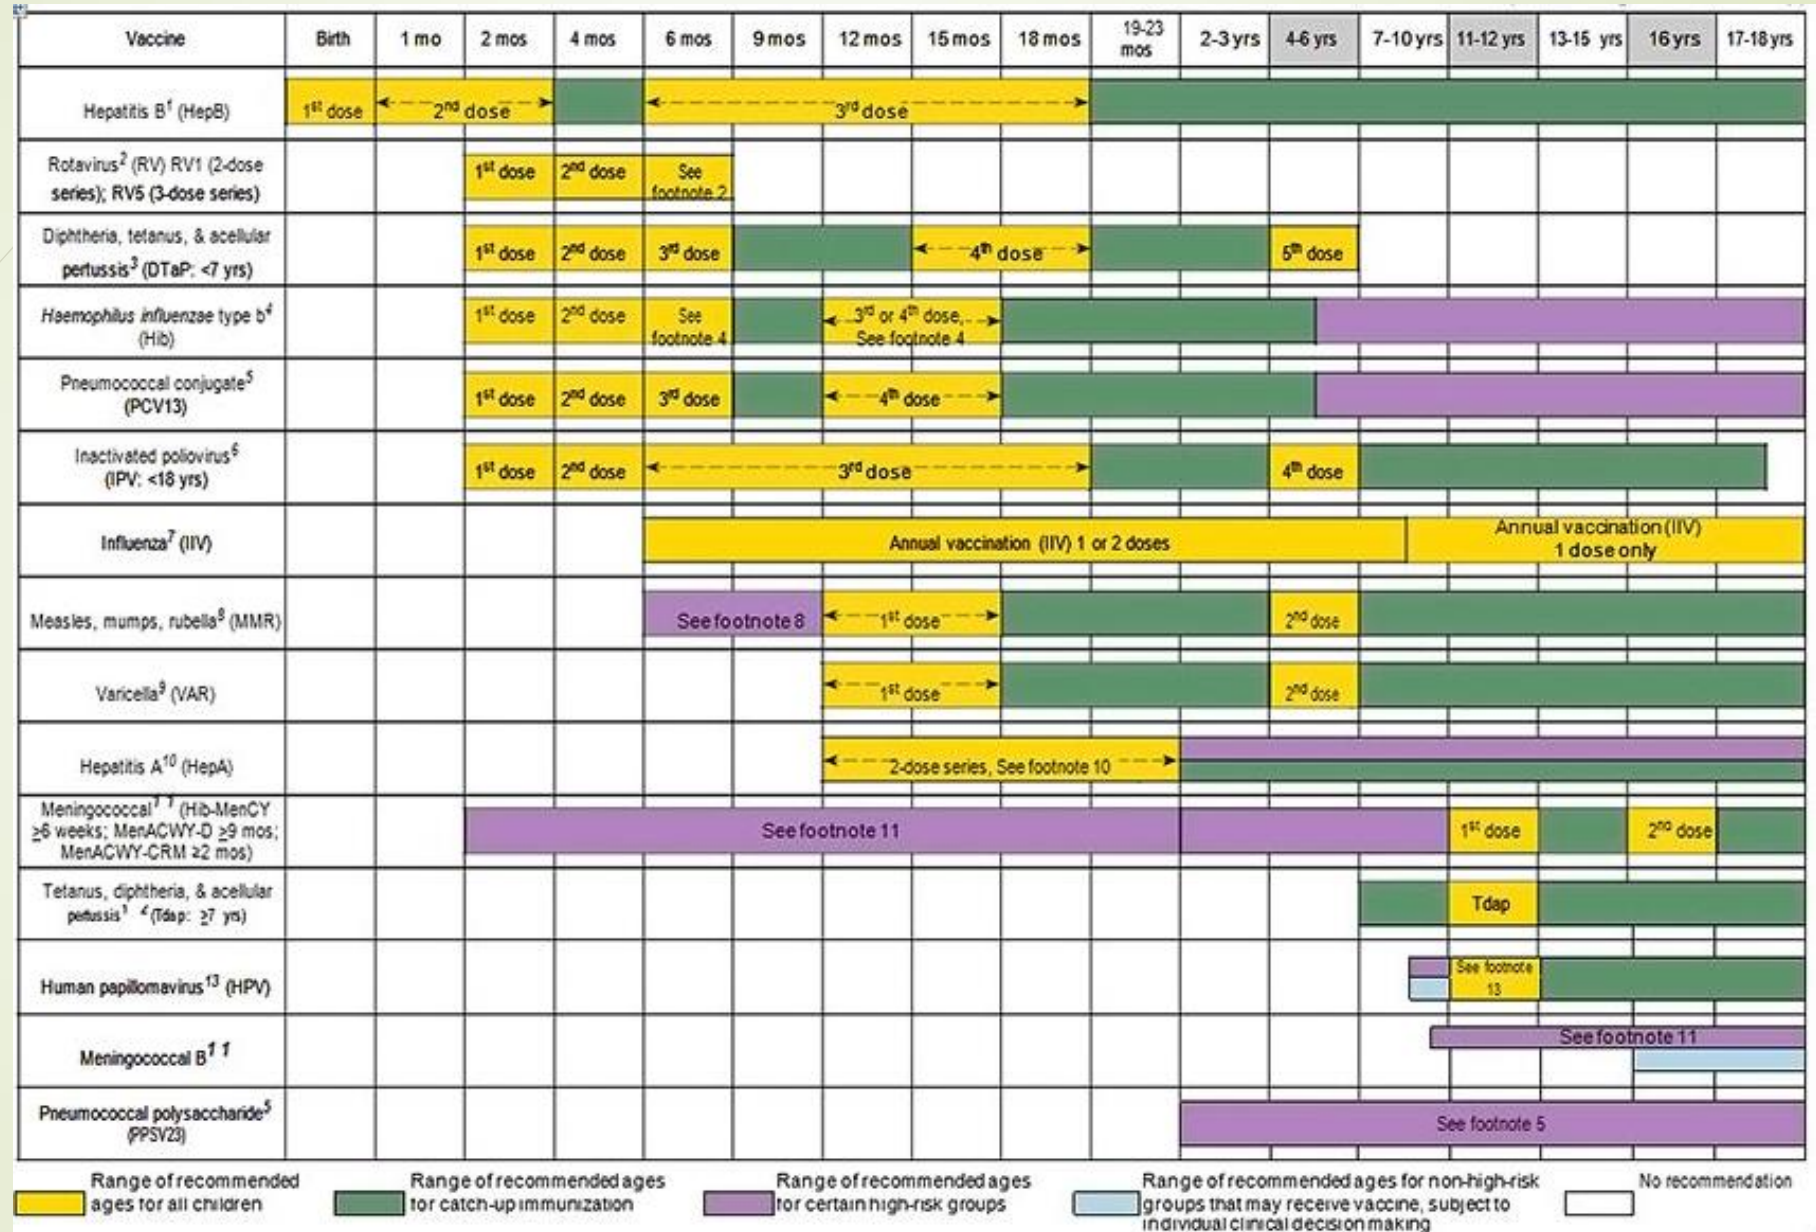 Vaccine Birth 1 mo 2 mos 4 mos 6 mos 9 mos 12 mos 15 mos 18 mos 19-23 mos 2-3 yrs 4-6 yrs 7-10 yrs 11-12 yrs 13-15 yrs 16 yrs 17-18 yrs
Hepatitis B1 (HepB)
1st dose 2nd dose 3rd dose
Rotavirus2 (RV) RV1 (2-dose
series); RV5 (3-dose series)
1st dose 2nd dose See
footnote 2
Diphtheria, tetanus, & acellular
pertussis3 (DTaP: <7 yrs)
1st dose 2nd dose 3rd dose 4th dose 5th dose
Haemophilus influenzae type b4
(Hib)
1st dose 2nd dose See
footnote 4
3rd or 4th dose,
See footnote 4
Pneumococcal conjugate5
(PCV13)
1st dose 2nd dose 3rd dose 4th dose
Inactivated poliovirus6
(IPV: <18 yrs)
1st dose 2nd dose 3rd dose 4th dose
Influenza7 (IIV)
Annual vaccination (IIV) 1 or 2 doses
Annual vaccination (IIV)
1 dose only
Measles, mumps, rubella8 (MMR)
See footnote 8 1st dose 2nd dose
Varicella9 (VAR)
1st dose 2nd dose
Hepatitis A10 (HepA)
2-dose series, See footnote 10
Meningococcal1 1 (Hib-MenCY
≥6 weeks; MenACWY-D ≥9 mos;
MenACWY-CRM ≥2 mos)
See footnote 11 1st dose 2nd dose
Tetanus, diphtheria, & acellular
pertussis1 2 (Tdap: ≥7 yrs)
Tdap
Human papillomavirus13 (HPV)
See footnote
13
Meningococcal B1 1
See footnote 11
Pneumococcal polysaccharide5
(PPSV23)
See footnote 5
Range of recommended
ages for all children
Range of recommended ages
for catch-up immunization
Range of recommended ages
for certain high-risk groups
Range of recommended ages for non-high-risk
groups that may receive vaccine, subject to
individual clinical decision making
No recommendation